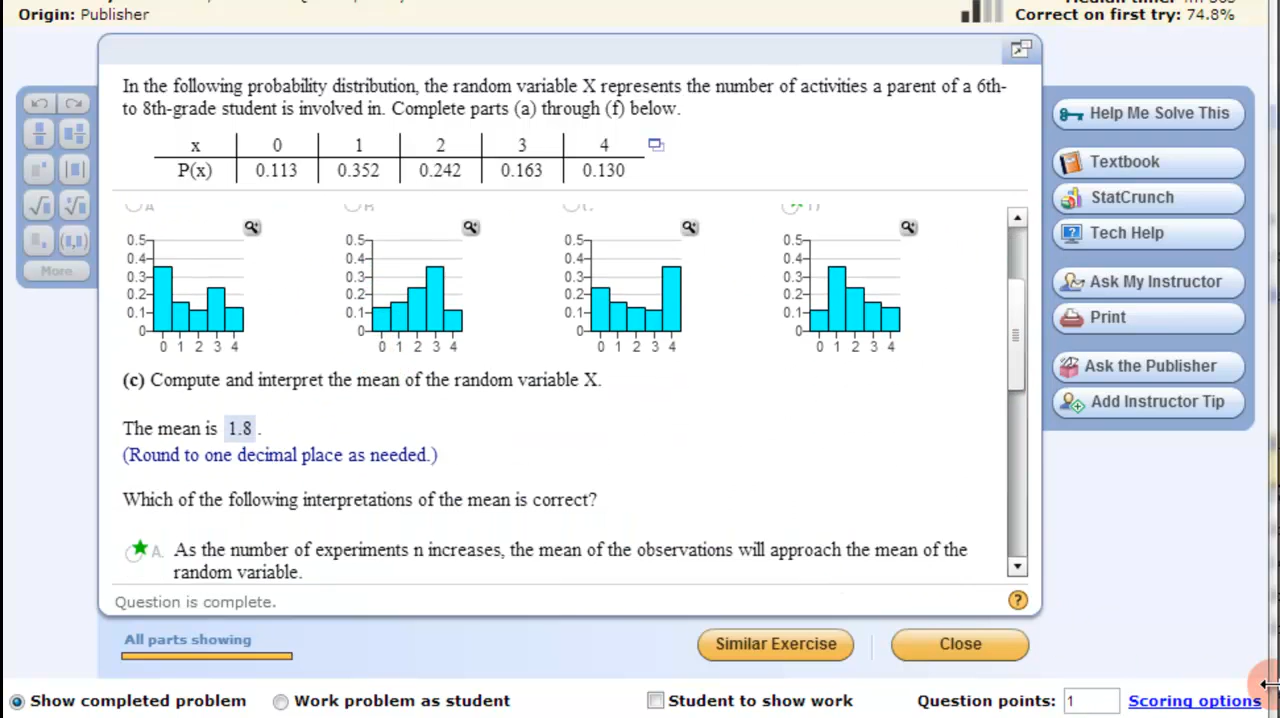 Origin: Publisher
Correct on first try: 74.8%
In the following probability distribution, the random variable X represents the number of activities a parent of a 6th-
to 8th-grade student is involved in. Complete parts (a) through (f) below.
x 0 1 2 3 4
P(x) 0.113 0.352 0.242 0.163 0.130
0.5 0.5 0.5 0.5
0.4 0.4 0.4 0.4
0.3 0.3 0.3 0.3
0.2 0.2 0.2 0.2
0.1 0.1 0.1 0.1
0 0 0 0
0 1 2 3 4 0 1 2 3 4 0 1 2 3 4 0 1 2 3 4
(c) Compute and interpret the mean of the random variable X.
The mean is 1.8.
(Round to one decimal place as needed.)
Which of the following interpretations of the mean is correct?
A. As the number of experiments n increases, the mean of the observations will approach the mean of the
random variable.
Question is complete.
?
All parts showing
Similar Exercise
Close
More
Help Me Solve This
Textbook
StatCrunch
Tech Help
Ask My Instructor
Print
Ask the Publisher
Add Instructor Tip
Show completed problem Work problem as student Student to show work Question points: 1 Scoring options